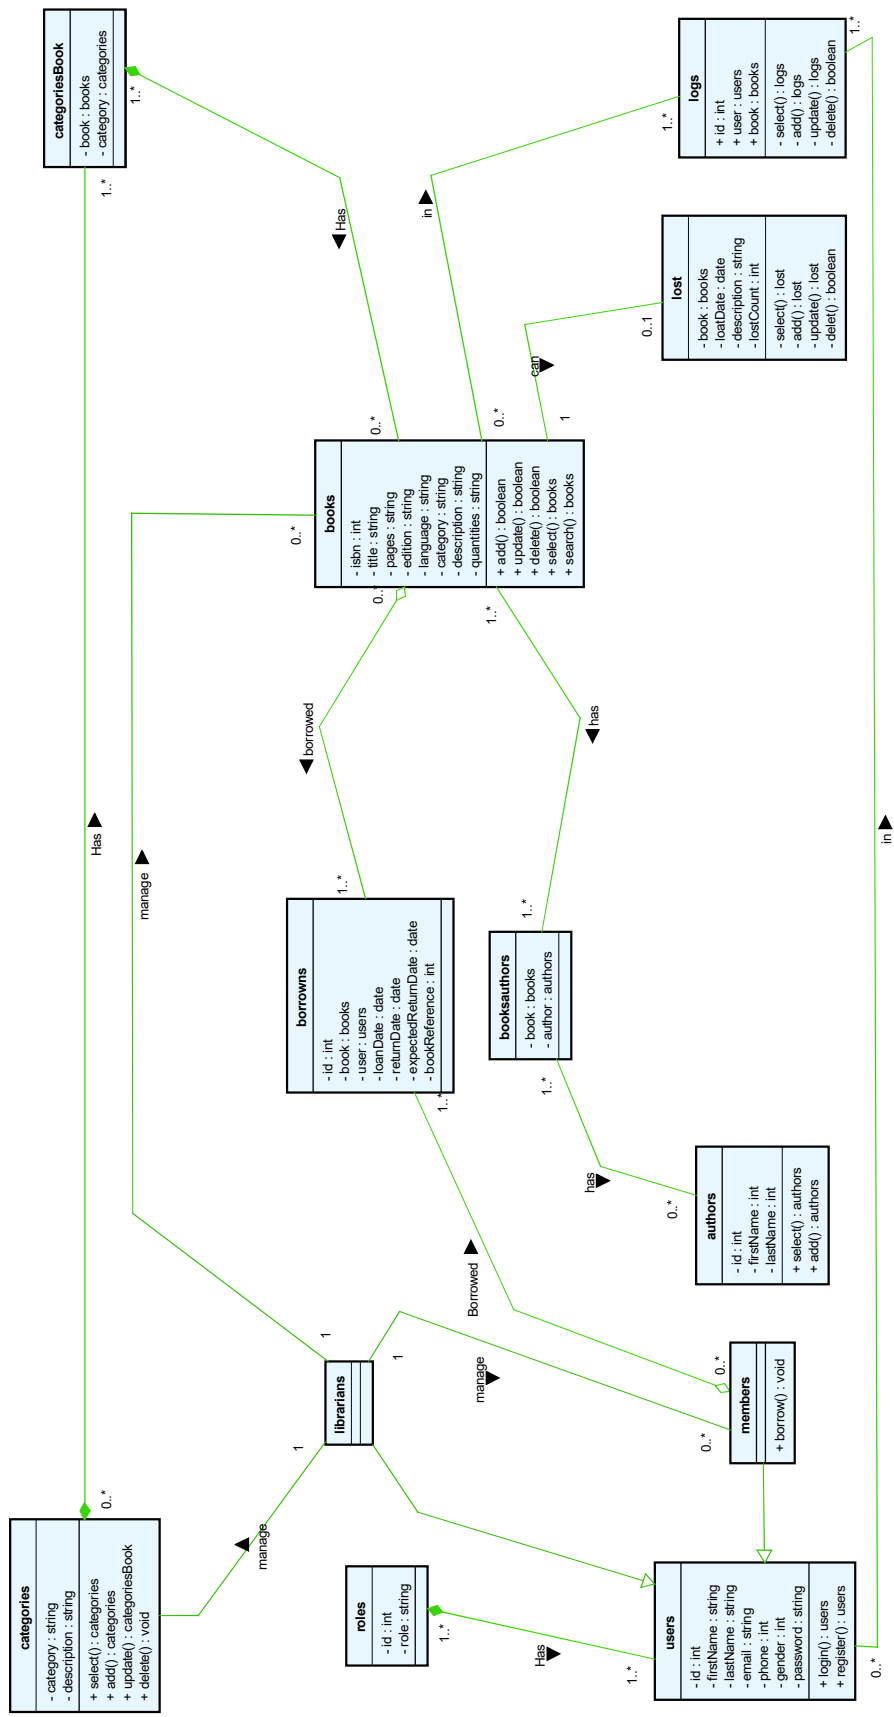 categoriesBook
- book : books
- category : categories
1..*
1..*
Has
logs
+ id : int
+ user : users
+ book : books
- select() : logs
- add() : logs
- update() : logs
- delete() : boolean
1..*
1..*
in
lost
- book : books
- loatDate : date
- description : string
- lostCount : int
- select() : lost
- add() : lost
- update() : lost
- delet() : boolean
0..1
can
1
0..*
0..*
books
- isbn : int
- title : string
- pages : string
- edition : string
- language : string
- category : string
- description : string
- quantities : string
+ add() : boolean
+ update() : boolean
+ delete() : boolean
+ select() : books
+ search() : books
0..*
0..*
1..*
borrowed
has
Has
manage
in
1..*
borrowns
- id : int
- book : books
- user : users
- loanDate : date
- returnDate : date
- expectedReturnDate : date
- bookReference : int
1..*
1..*
booksauthors
- book : books
- author : authors
1..*
has
0..*
authors
- id : int
- firstName : int
- lastName : int
+ select() : authors
+ add() : authors
Borrowed
1
1
1
librarians
manage
manage
0..*
0..*
members
+ borrow() : void
0..*
categories
- category : string
- description : string
+ select() : categories
+ add() : categories
+ update() : categoriesBook
+ delete() : void
roles
- id : int
- role : string
1..*
Has
1..*
users
- id : int
- firstName : string
- lastName : string
- email : string
- phone : int
- gender : int
- password : string
+ login() : users
+ register() : users
0..*